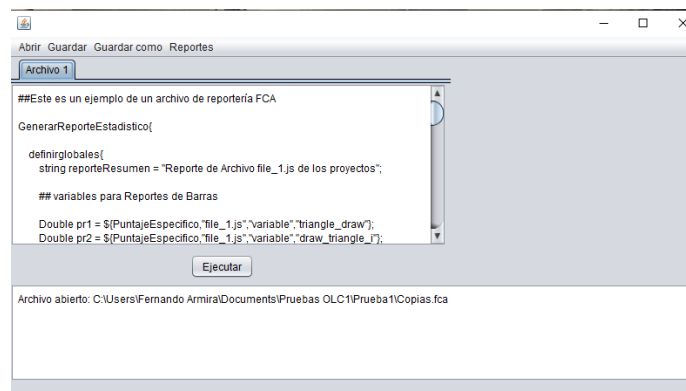 Abrir Guardar Guardar como Reportes
Archivo 1
##Este es un ejemplo de un archivo de reportería FCA
GenerarReporteEstadistico{
definirglobales{
string reporteResumen = "Reporte de Archivo file_1.js de los proyectos";
## variables para Reportes de Barras
Double pr1 = ${PuntajeEspecifico,"file_1.js","variable","triangle_draw"};
Double pr2 = ${PuntajeEspecifico,"file_1.js","variable","draw_triangle_i"};
Ejecutar
Archivo abierto: C:\Users\Fernando Armira\Documents\Pruebas OLC1\Prueba1\Copias.fca